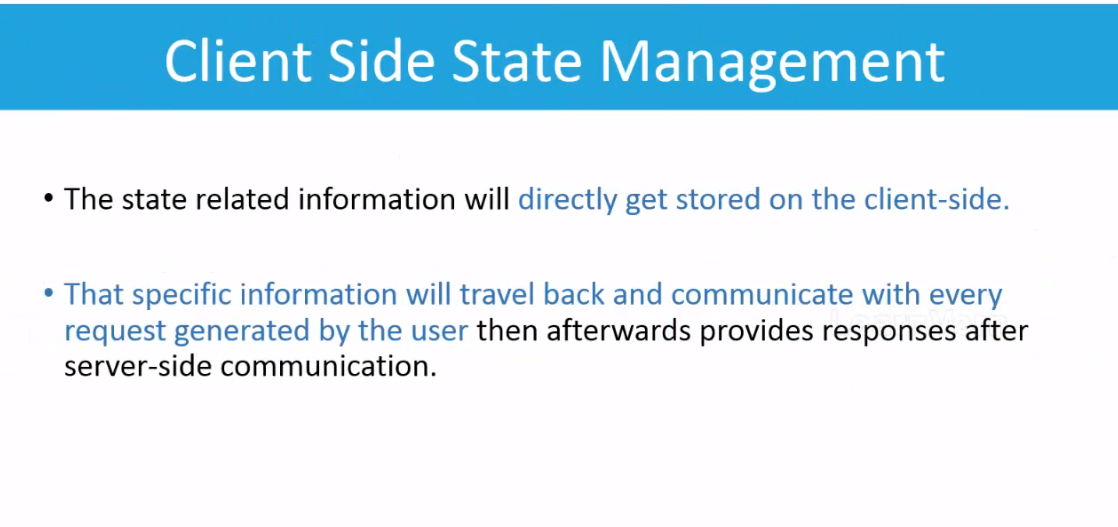 Client Side State Management
• The state related information will directly get stored on the client-side.
• That specific information will travel back and communicate with every
request generated by the user then afterwards provides responses after
server-side communication.